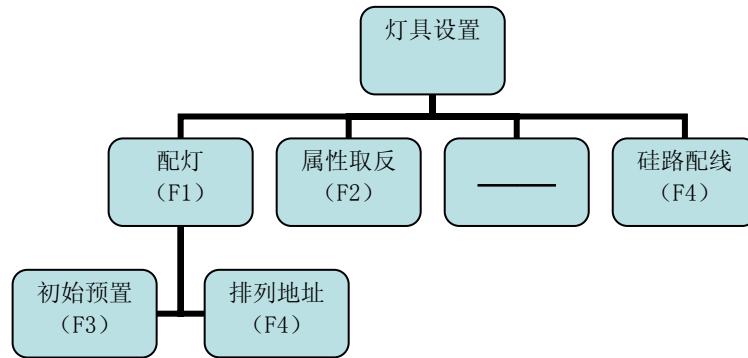 灯具设置
配灯
（F1）
属性取反
（F2）
硅路配线
（F4）
初始预置
（F3）
排列地址
（F4）